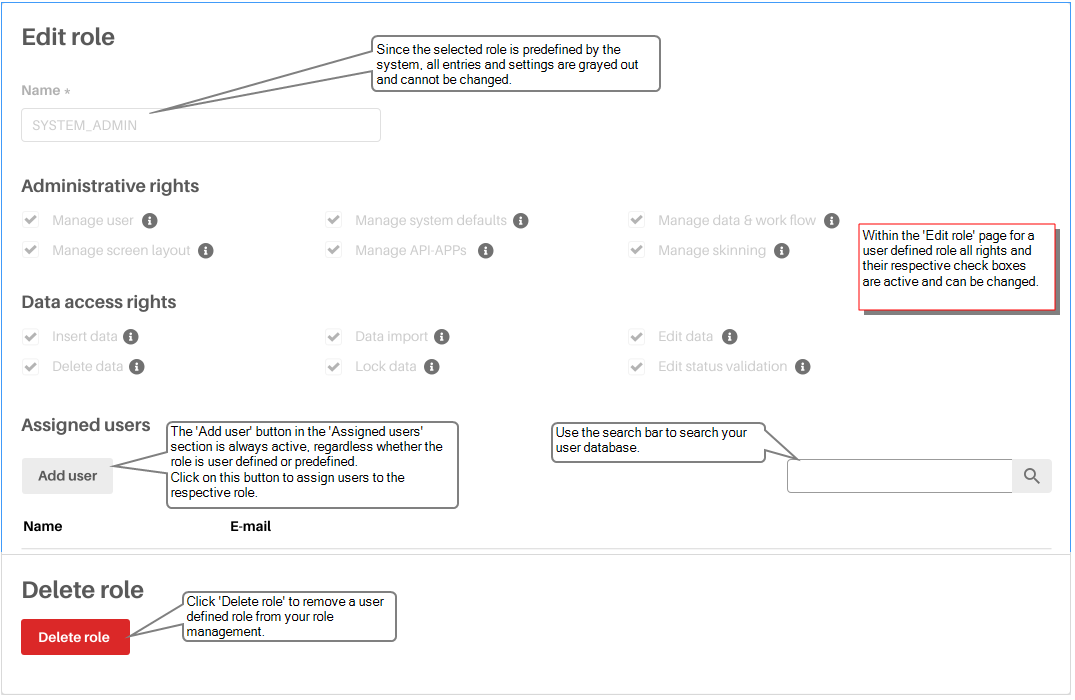 Edit role
Since the selected role is predefined by the
system, all entries and settings are grayed out
and cannot be changed.
Name *
SYSTEM_ADMIN
Administrative rights
Manage user
Manage system defaults
Manage data & work flow
Manage screen layout
Manage API-APPs
Manage skinning
Within the 'Edit role' page for a
user defined role all rights and
their respective check boxes
are active and can be changed.
Data access rights
Insert data
Data import
Edit data
Delete data
Lock data
Edit status validation
Assigned users
The 'Add user' button in the 'Assigned users'
section is always active, regardless whether the
role is user defined or predefined.
Click on this button to assign users to the
respective role.
Use the search bar to search your
user database.
Add user
Name
E-mail
Delete role
Click 'Delete role' to remove a user
defined role from your role
management.
Delete role